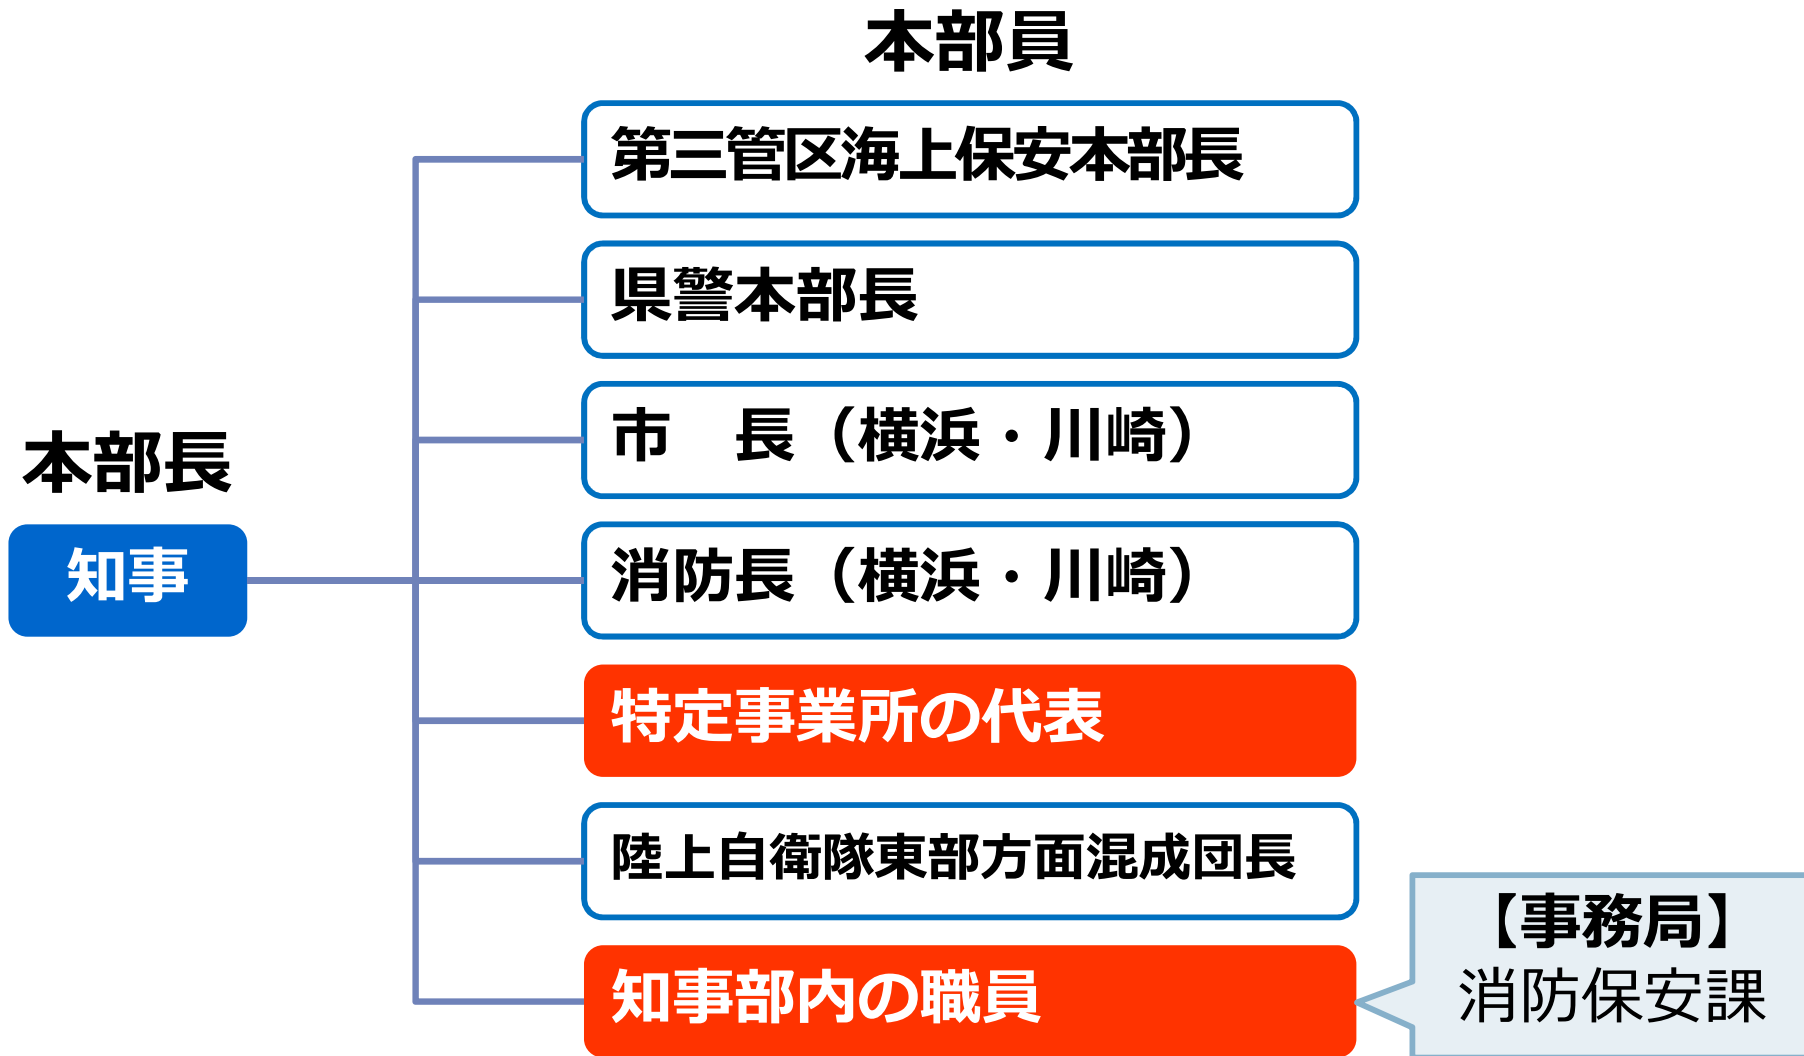 本部員
第三管区海上保安本部長
県警本部長
市　長（横浜・川崎）
本部長
知事
消防長（横浜・川崎）
特定事業所の代表
陸上自衛隊東部方面混成団長
知事部内の職員
【事務局】
消防保安課